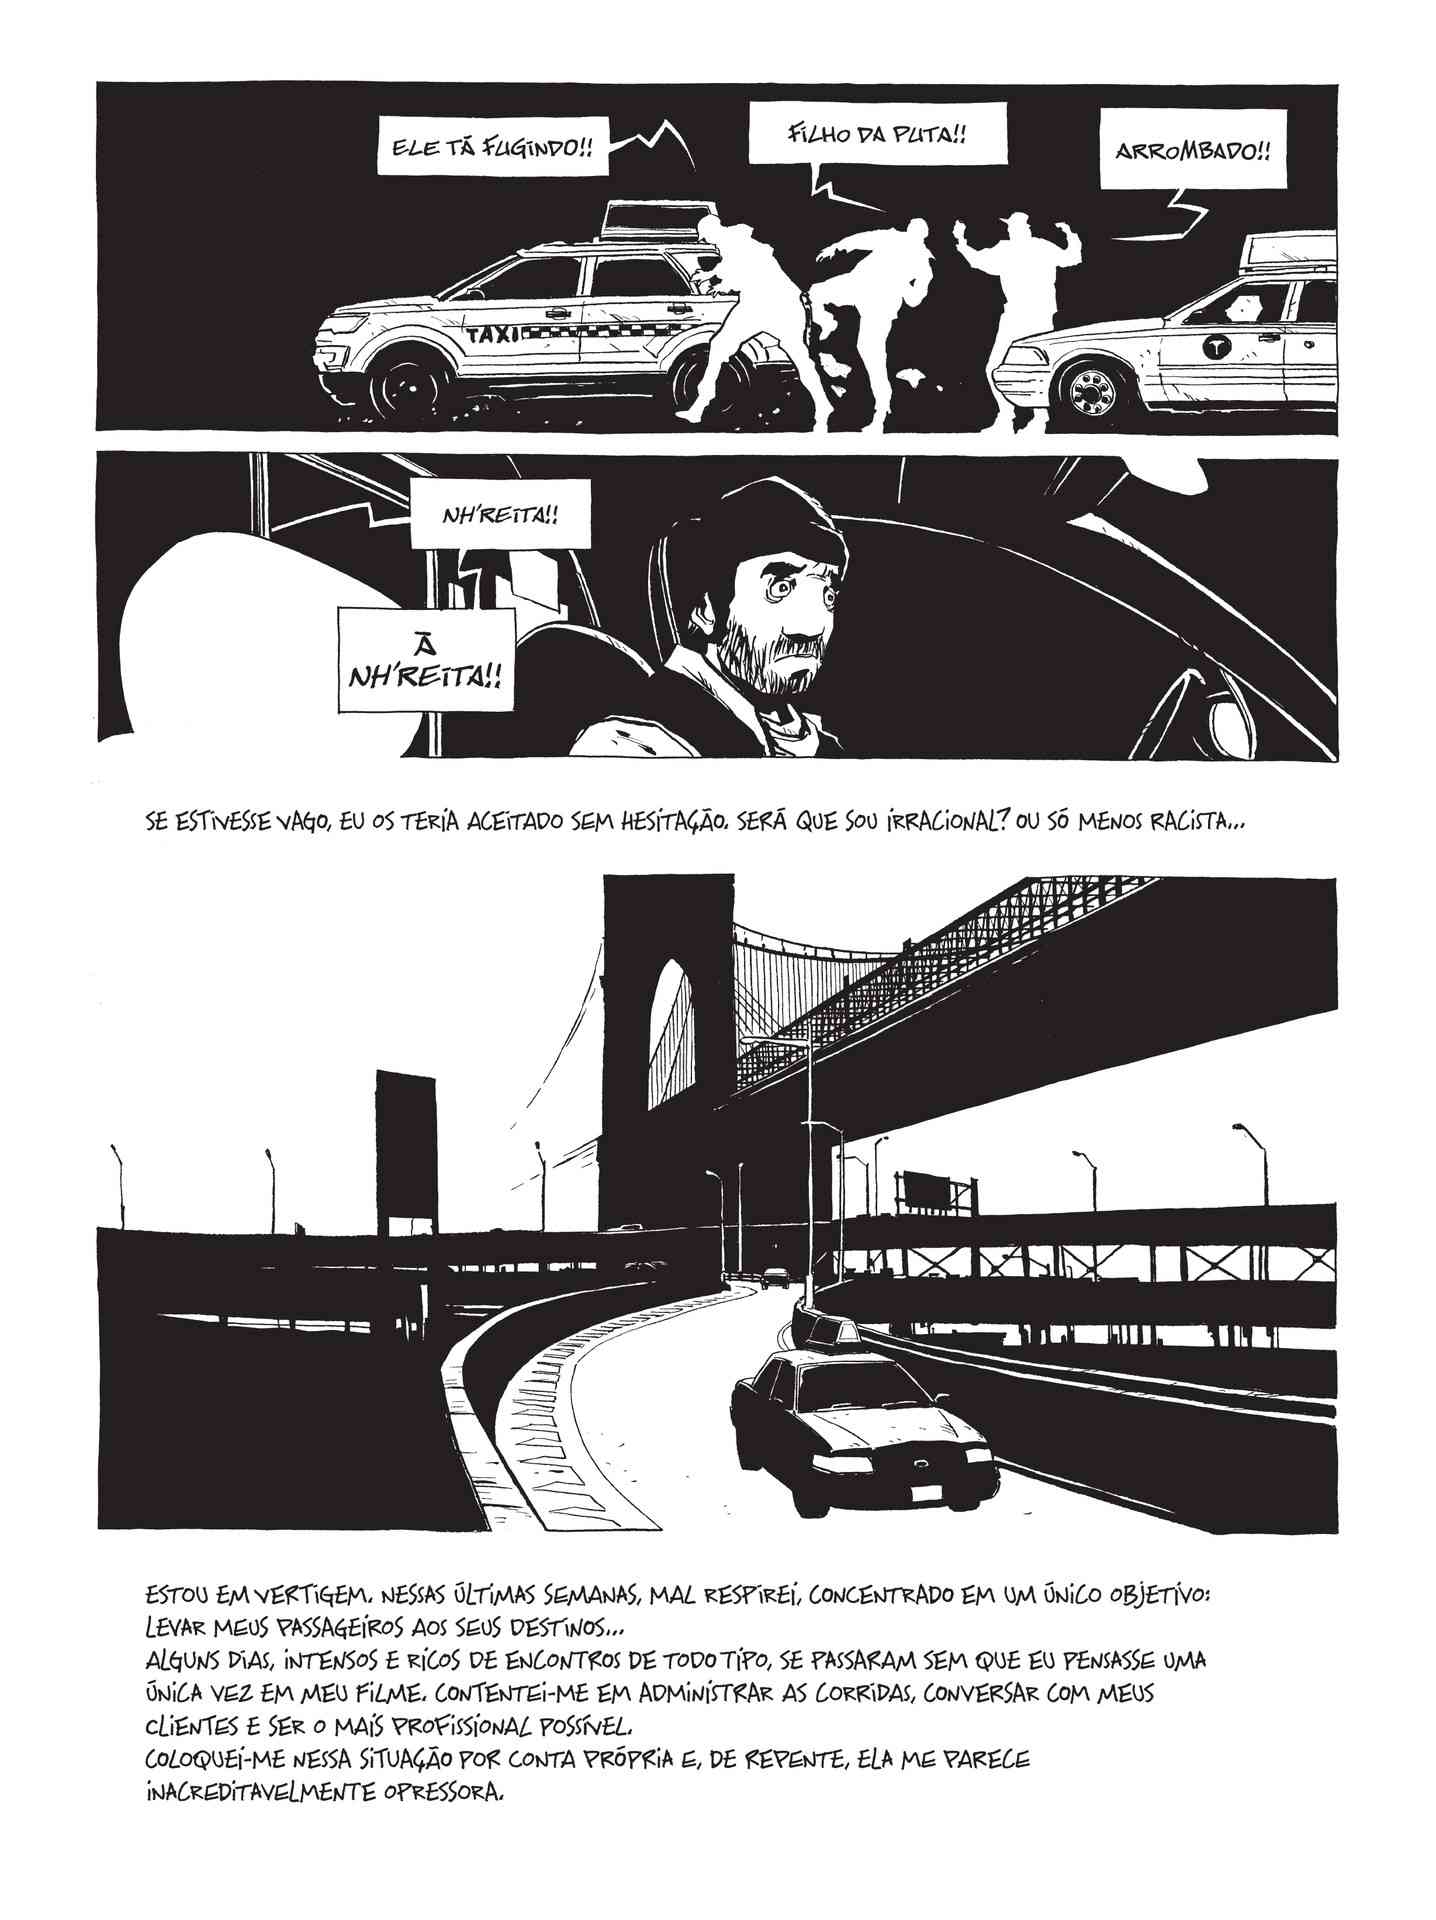 ELE TÁ FUGINDO!!
FILHO DA PUTA!!
ARROMBADO!!
TAXI
T
NH'REITA!!
Ã
NH'REITA!!
SE ESTIVESSE VAGO, EU OS TERIA ACEITADO SEM HESITAÇÃO. SERÁ QUE SOU IRRACIONAL? OU SÓ MENOS RACISTA...
ESTOU EM VERTIGEM. NESSAS ÚLTIMAS SEMANAS, MAL RESPIREI, CONCENTRADO EM UM ÚNICO OBJETIVO:
LEVAR MEUS PASSAGEIROS AOS SEUS DESTINOS...
ALGUNS DIAS, INTENSOS E RICOS DE ENCONTROS DE TODO TIPO, SE PASSARAM SEM QUE EU PENSASSE UMA
ÚNICA VEZ EM MEU FILME. CONTENTEI-ME EM ADMINISTRAR AS CORRIDAS, CONVERSAR COM MEUS
CLIENTES E SER O MAIS PROFISSIONAL POSSÍVEL.
COLOQUEI-ME NESSA SITUAÇÃO POR CONTA PRÓPRIA E, DE REPENTE, ELA ME PARECE
INACREDITAVELMENTE OPRESSORA.